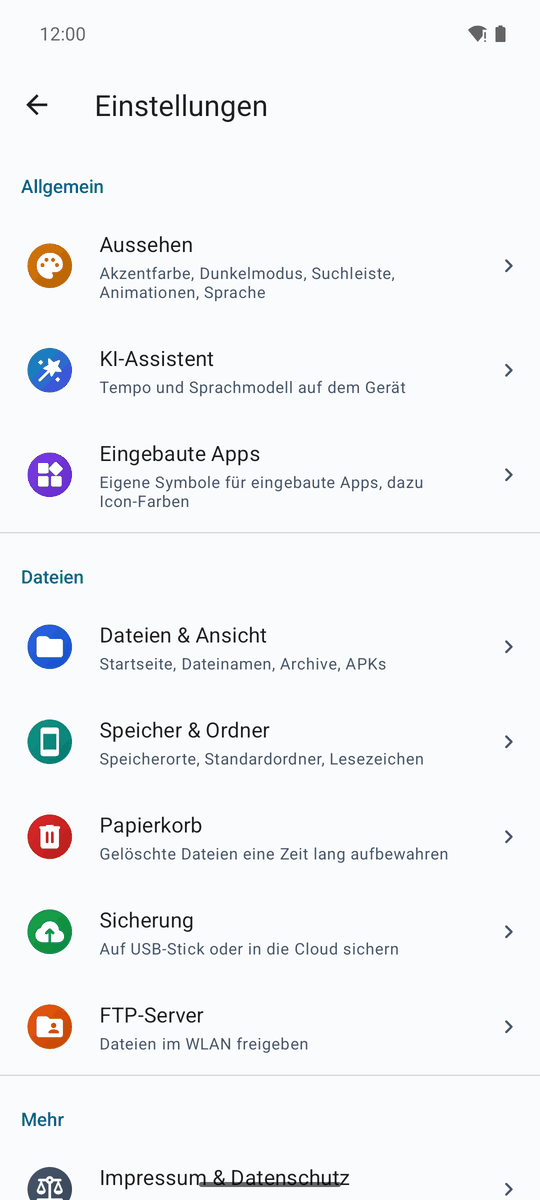 12:00
Einstellungen
Allgemein
Aussehen
Akzentfarbe, Dunkelmodus, Suchleiste,
Animationen, Sprache
KI-Assistent
Tempo und Sprachmodell auf dem Gerät
Eingebaute Apps
Eigene Symbole für eingebaute Apps, dazu
Icon-Farben
Dateien
Dateien & Ansicht
Startseite, Dateinamen, Archive, APKs
Speicher & Ordner
Speicherorte, Standardordner, Lesezeichen
Papierkorb
Gelöschte Dateien eine Zeit lang aufbewahren
Sicherung
Auf USB-Stick oder in die Cloud sichern
FTP-Server
Dateien im WLAN freigeben
Mehr
Impressum & Datenschutz